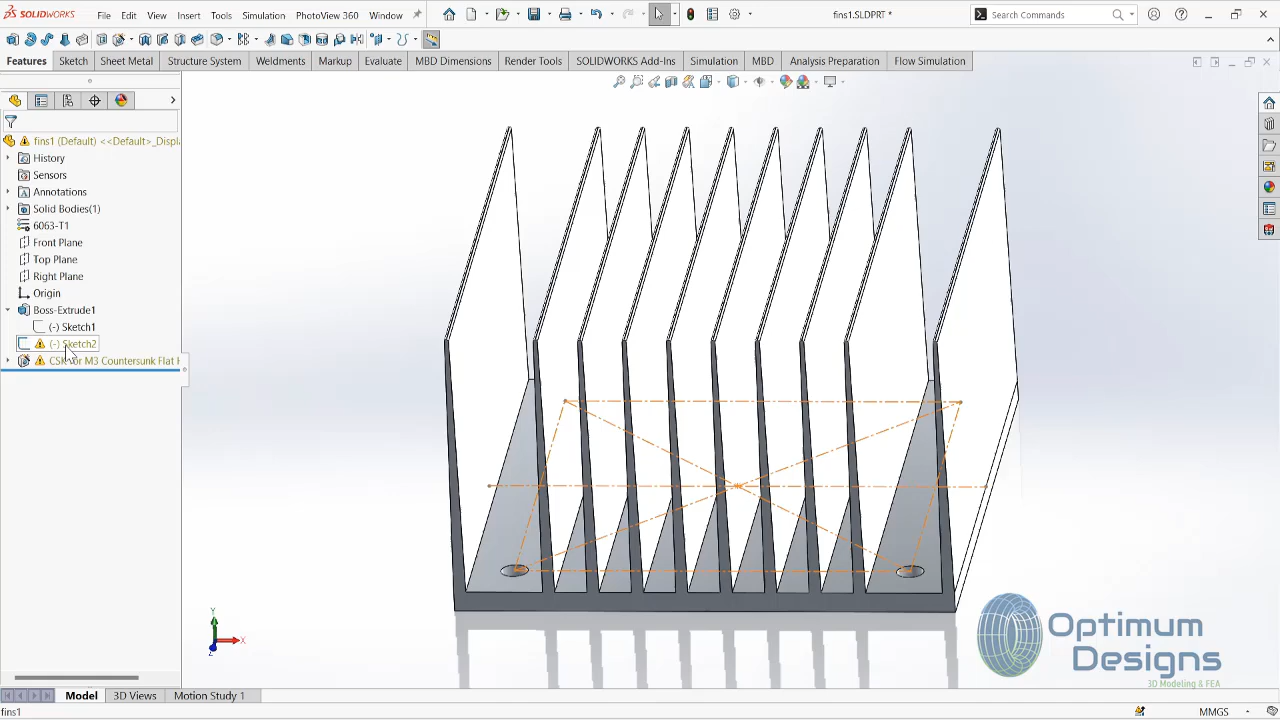 SOLIDWORKS File Edit View Insert Tools Simulation PhotoView 360 Window fins1.SLDPRT * Search Commands
Features Sketch Sheet Metal Structure System Weldments Markup Evaluate MBD Dimensions Render Tools SOLIDWORKS Add-Ins Simulation MBD Analysis Preparation Flow Simulation
fins1 (Default) <<Default>_Displ
History
Sensors
Annotations
Solid Bodies(1)
6063-T1
Front Plane
Top Plane
Right Plane
Origin
Boss-Extrude1
(-) Sketch1
(-) Sketch2
CSK for M3 Countersunk Flat H
Y
X
Z
Optimum
Designs
3D Modeling & FEA
Model 3D Views Motion Study 1
fins1 MMGS